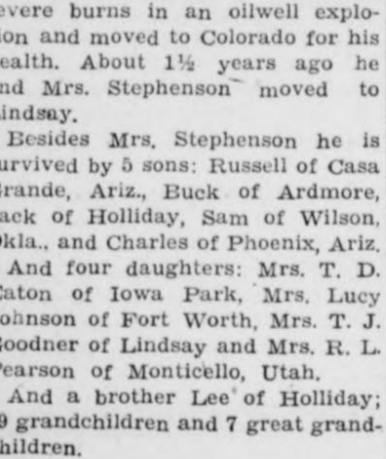 evere burns in an oilwell explo-
ion and moved to Colorado for his
ealth. About 1½ years ago he
nd Mrs. Stephenson moved to
indsay.
Besides Mrs. Stephenson he is
urvived by 5 sons: Russell of Casa
rande, Ariz., Buck of Ardmore,
ack of Holliday, Sam of Wilson,
Okla., and Charles of Phoenix, Ariz.
And four daughters: Mrs. T. D.
Eaton of Iowa Park, Mrs. Lucy
ohnson of Fort Worth, Mrs. T. J.
Goodner of Lindsay and Mrs. R. L.
Pearson of Monticello, Utah.
And a brother Lee of Holliday;
9 grandchildren and 7 great grand-
hildren.